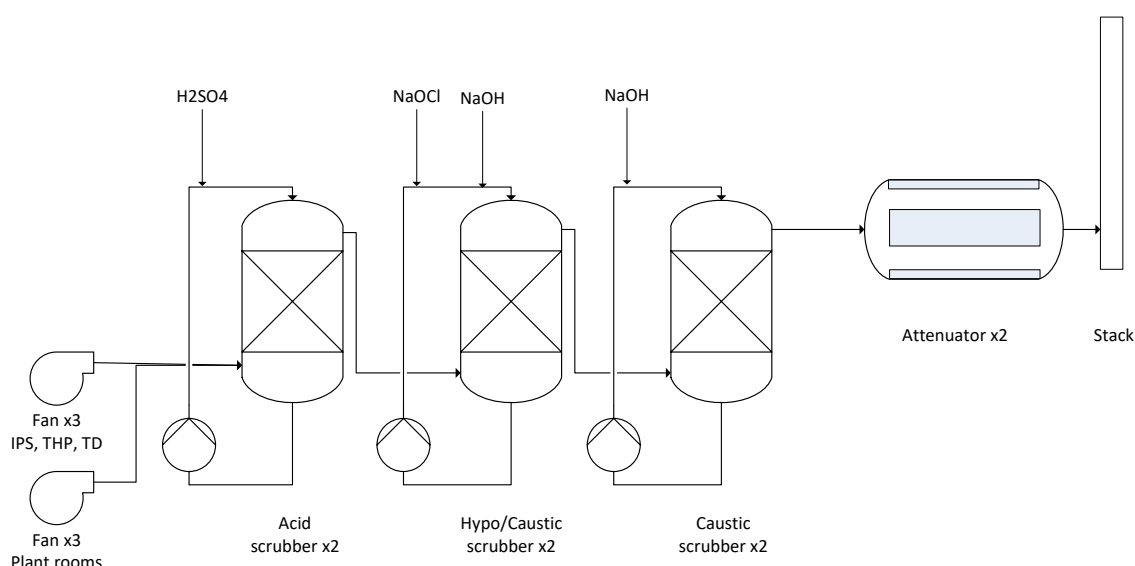 H2SO4
NaOCl
NaOH
NaOH
Attenuator x2
Stack
Fan x3
IPS, THP, TD
Fan x3
Plant rooms
Acid
scrubber x2
Hypo/Caustic
scrubber x2
Caustic
scrubber x2